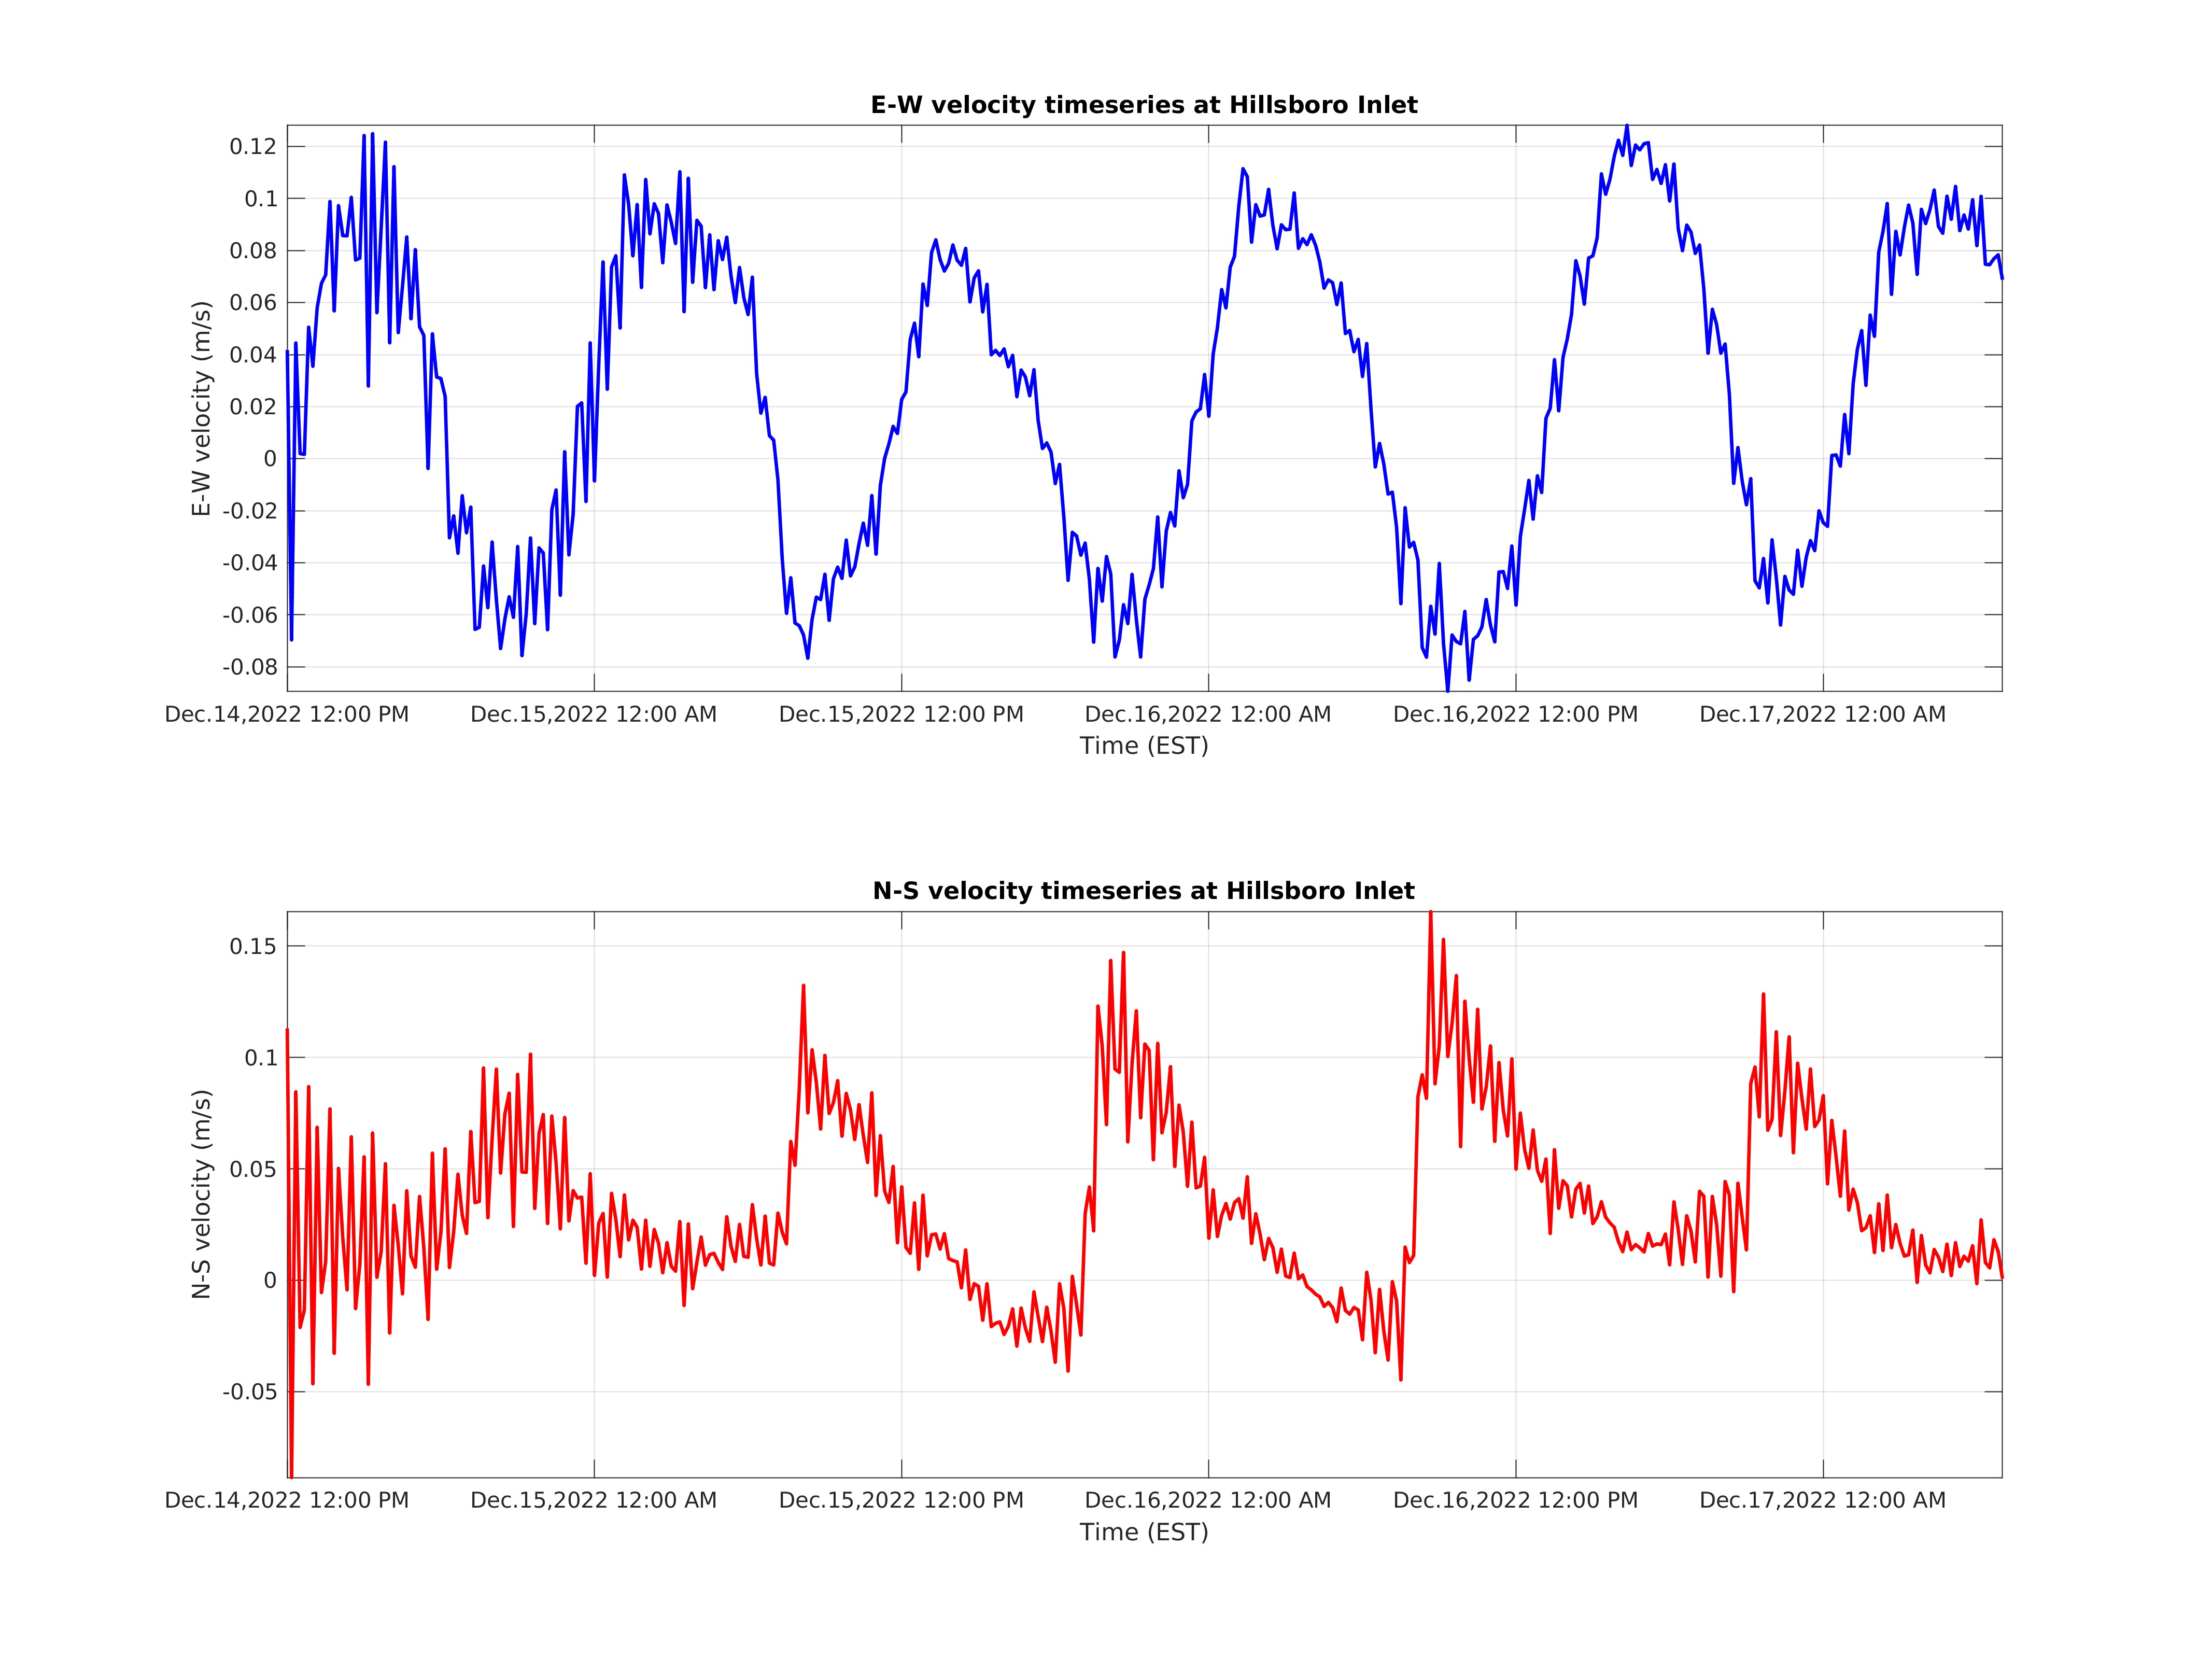 E-W velocity timeseries at Hillsboro Inlet
0.12
0.1
0.08
0.06
0.04
0.02
0
-0.02
-0.04
-0.06
-0.08
E-W velocity (m/s)
Dec.14,2022 12:00 PM Dec.15,2022 12:00 AM Dec.15,2022 12:00 PM Dec.16,2022 12:00 AM Dec.16,2022 12:00 PM Dec.17,2022 12:00 AM
Time (EST)
N-S velocity timeseries at Hillsboro Inlet
0.15
0.1
0.05
0
-0.05
N-S velocity (m/s)
Dec.14,2022 12:00 PM Dec.15,2022 12:00 AM Dec.15,2022 12:00 PM Dec.16,2022 12:00 AM Dec.16,2022 12:00 PM Dec.17,2022 12:00 AM
Time (EST)